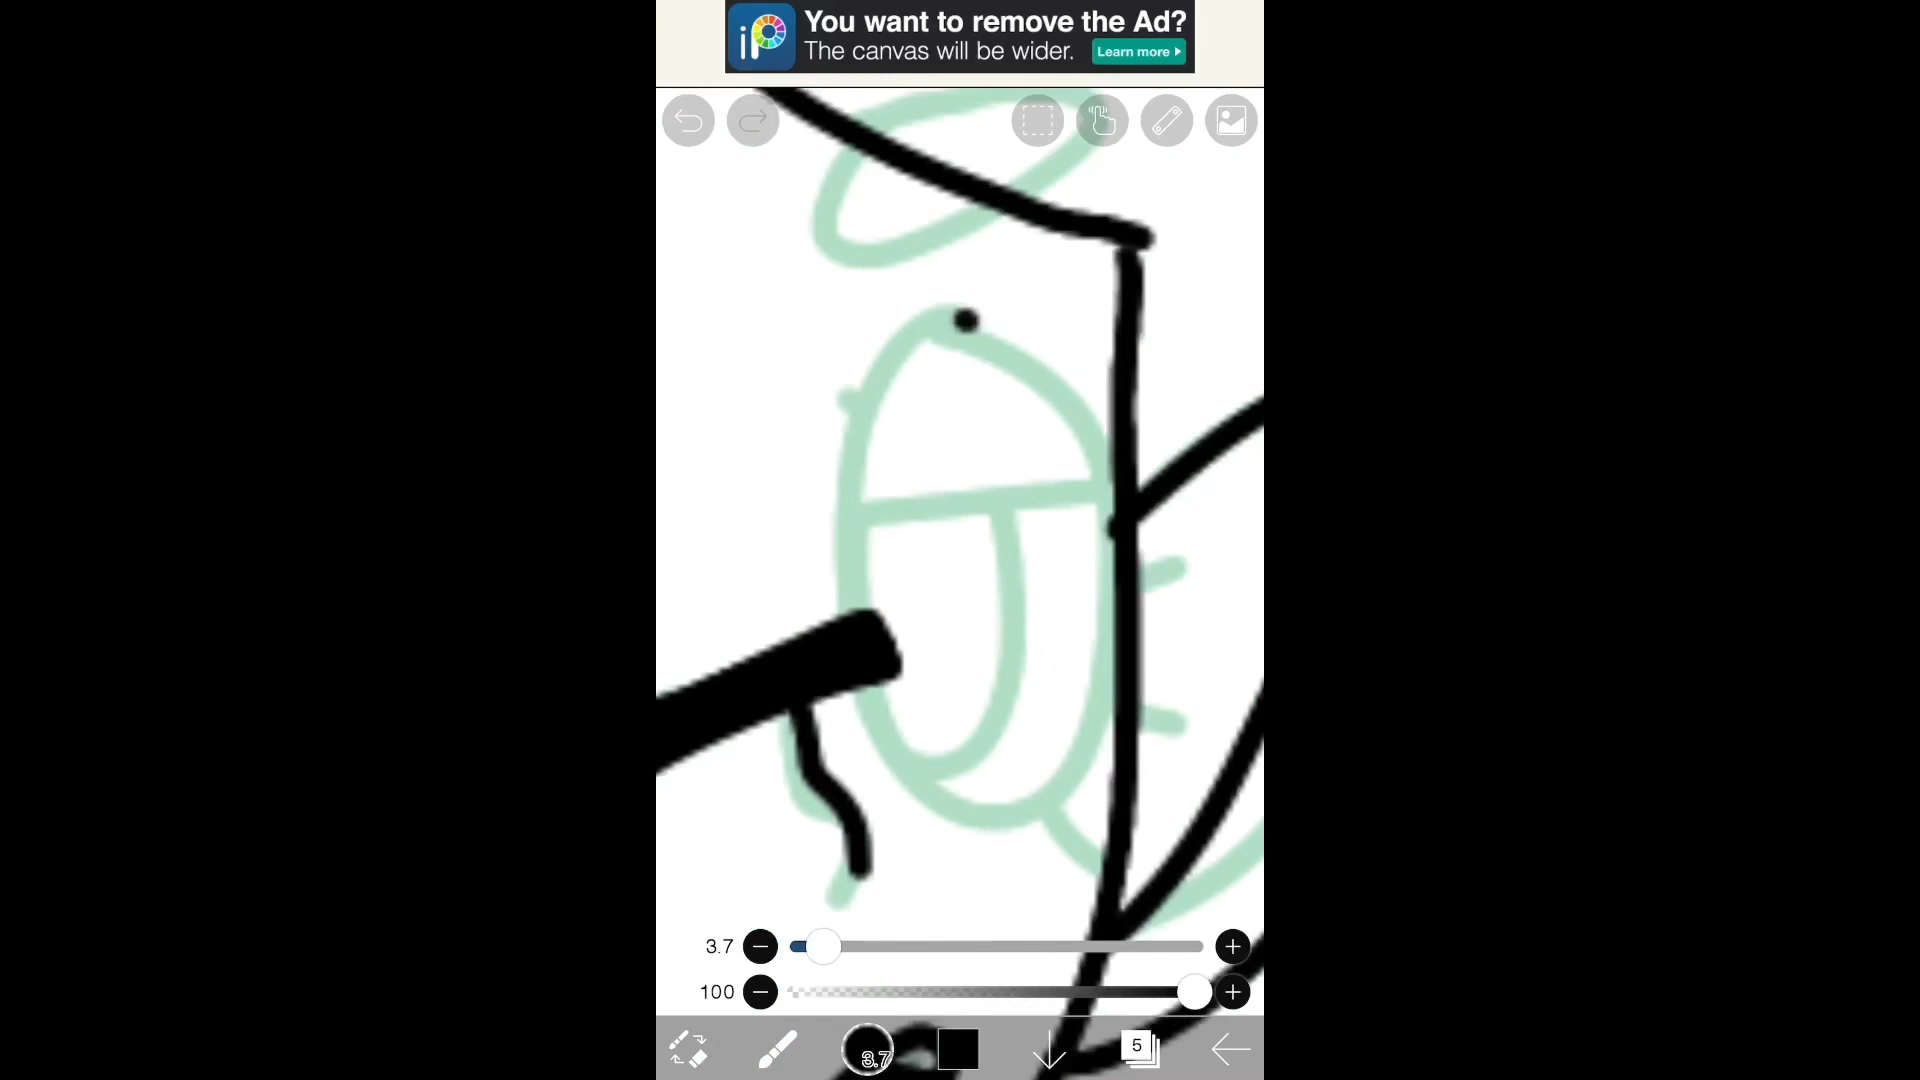 iP
You want to remove the Ad?
The canvas will be wider.
Learn more
3.7
100
3.7
5